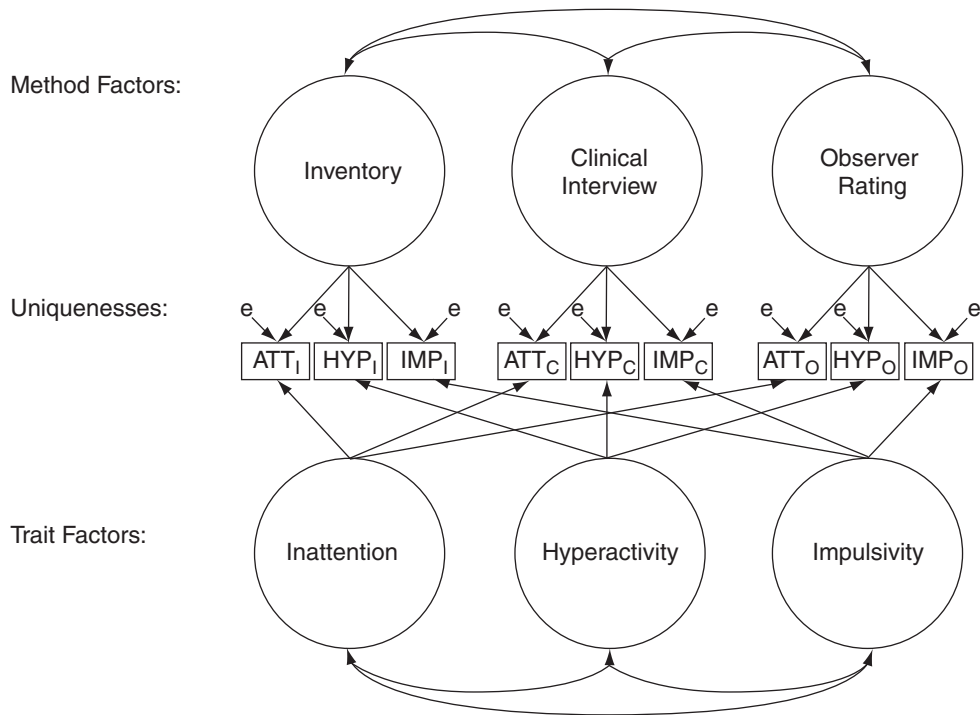 Method Factors:
Inventory
Clinical
Interview
Observer
Rating
Uniquenesses:
e e e e e e e e e
ATT_I HYP_I IMP_I ATT_C HYP_C IMP_C ATT_O HYP_O IMP_O
Trait Factors:
Inattention
Hyperactivity
Impulsivity